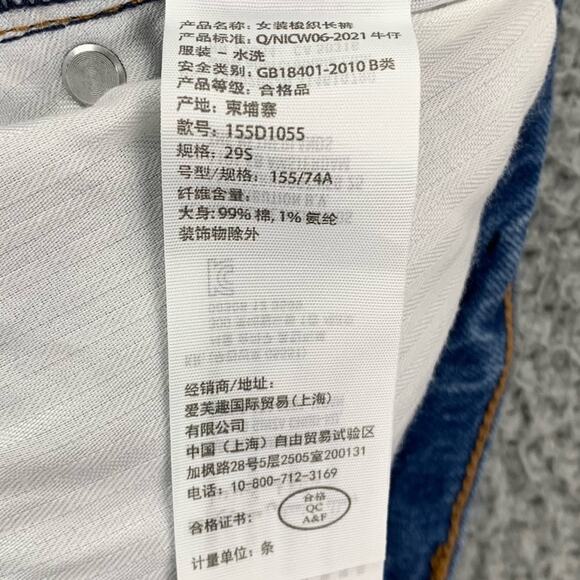 产品名称: 女装梭织长裤
产品标准: Q/NICW06-2021 牛仔
服装 - 水洗
安全类别: GB18401-2010 B类
产品等级: 合格品
产地: 柬埔寨
款号: 155D1055
规格: 29S
号型/规格: 155/74A
纤维含量:
大身: 99% 棉, 1% 氨纶
装饰物除外
经销商/地址:
爱芙趣国际贸易(上海)
有限公司
中国 (上海) 自由贸易试验区
加枫路28号5层2505室200131
电话: 10-800-712-3169
合格证书:
合格
QC
A&F
计量单位: 条